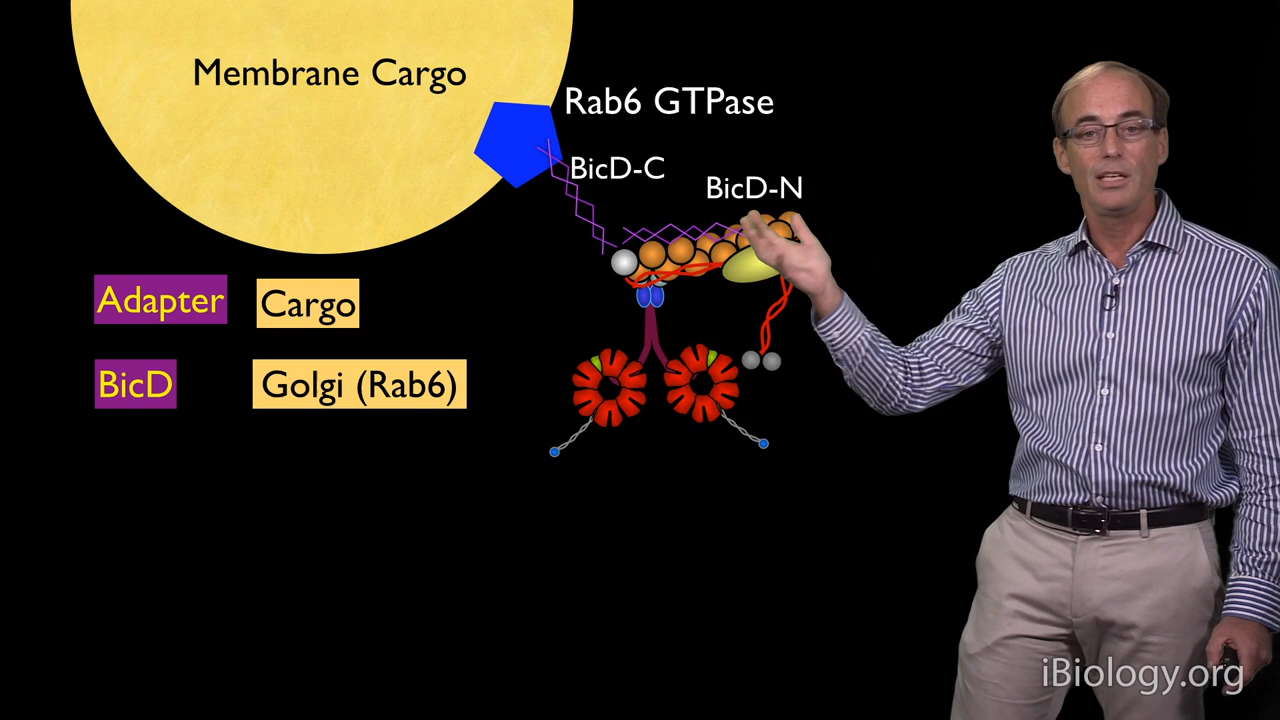 Membrane Cargo
Rab6 GTPase
BicD-C
BicD-N
Adapter Cargo
BicD Golgi (Rab6)
iBiology.org